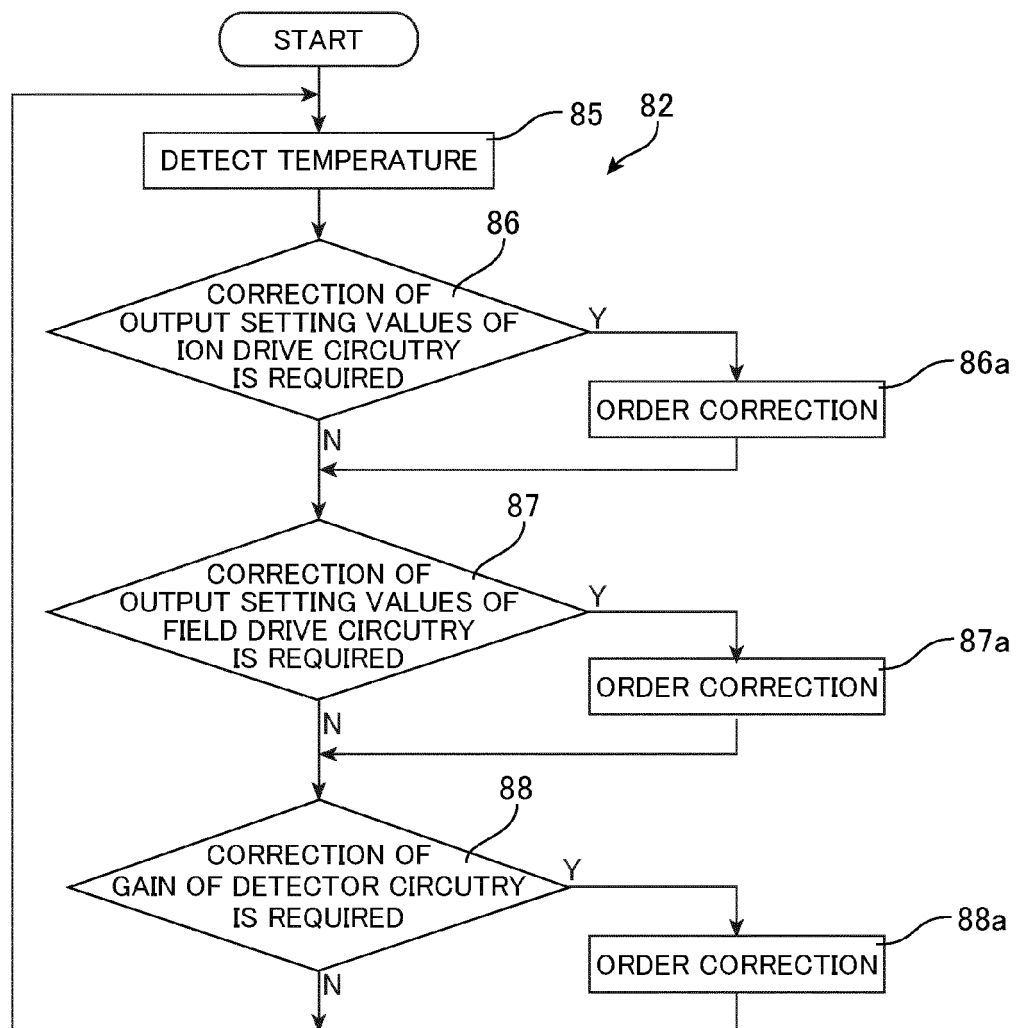 START
85
82
DETECT TEMPERATURE
86
CORRECTION OF
OUTPUT SETTING VALUES OF
ION DRIVE CIRCUTRY
IS REQUIRED
Y
N
86a
ORDER CORRECTION
87
CORRECTION OF
OUTPUT SETTING VALUES OF
FIELD DRIVE CIRCUTRY
IS REQUIRED
Y
N
87a
ORDER CORRECTION
88
CORRECTION OF
GAIN OF DETECTOR CIRCUTRY
IS REQUIRED
Y
N
88a
ORDER CORRECTION